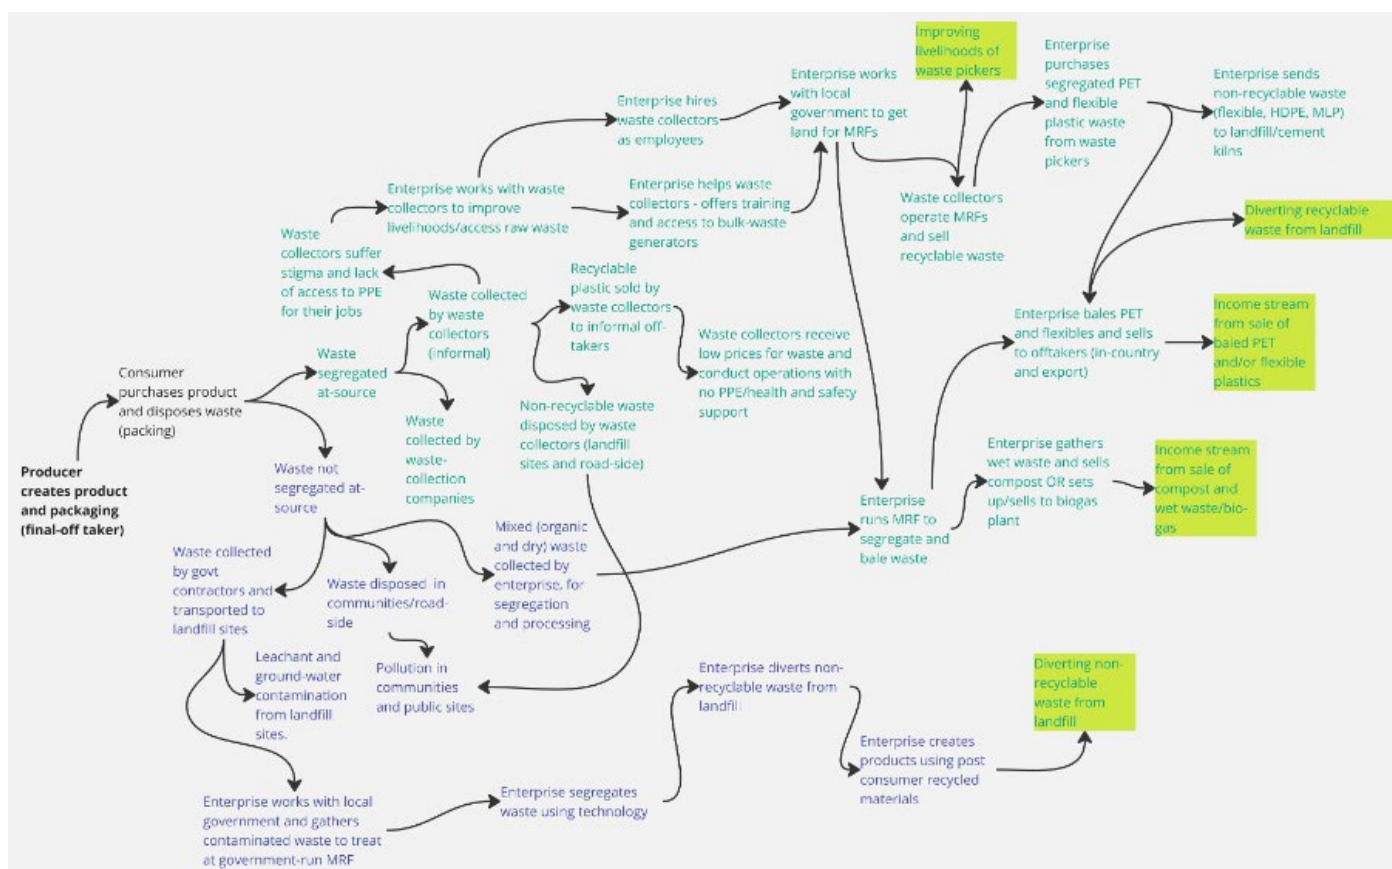 Improving
livelihoods of
waste pickers
Enterprise
purchases
segregated PET
and flexible
plastic waste
from waste
pickers
Enterprise works
with local
government to get
land for MRFs
Enterprise sends
non-recyclable waste
(flexible, HDPE, MLP)
to landfill/cement
kilns
Enterprise hires
waste collectors
as employees
Enterprise works with waste
collectors to improve
livelihoods/access raw waste
Enterprise helps waste
collectors - offers training
and access to bulk-waste
generators
Waste collectors
operate MRFs
and sell
recyclable waste
Diverting recyclable
waste from landfill
Waste
collectors suffer
stigma and lack
of access to PPE
for their jobs
Recyclable
plastic sold by
waste collectors
to informal off-
takers
Waste collected
by waste
collectors
(informal)
Waste collectors receive
low prices for waste and
conduct operations with
no PPE/health and safety
support
Enterprise bales PET
and flexibles and sells
to offtakers (in-country
and export)
Income stream
from sale of
baled PET
and/or flexible
plastics
Waste
segregated
at-source
Consumer
purchases product
and disposes waste
(packing)
Waste
collected by
waste-
collection
companies
Non-recyclable waste
disposed by waste
collectors (landfill
sites and road-side)
Producer
creates product
and packaging
(final-off taker)
Waste not
segregated at-
source
Enterprise gathers
wet waste and sells
compost OR sets
up/sells to biogas
plant
Income stream
from sale of
compost and
wet waste/bio-
gas
Enterprise
runs MRF to
segregate and
bale waste
Mixed (organic
and dry) waste
collected by
enterprise, for
segregation
and processing
Waste collected
by govt
contractors and
transported to
landfill sites
Waste disposed in
communities/road-
side
Leachant and
ground-water
contamination
from landfill
sites.
Pollution in
communities
and public sites
Enterprise diverts non-
recyclable waste from
landfill
Diverting non-
recyclable
waste from
landfill
Enterprise creates
products using post
consumer recycled
materials
Enterprise segregates
waste using technology
Enterprise works with local
government and gathers
contaminated waste to treat
at government-run MRF